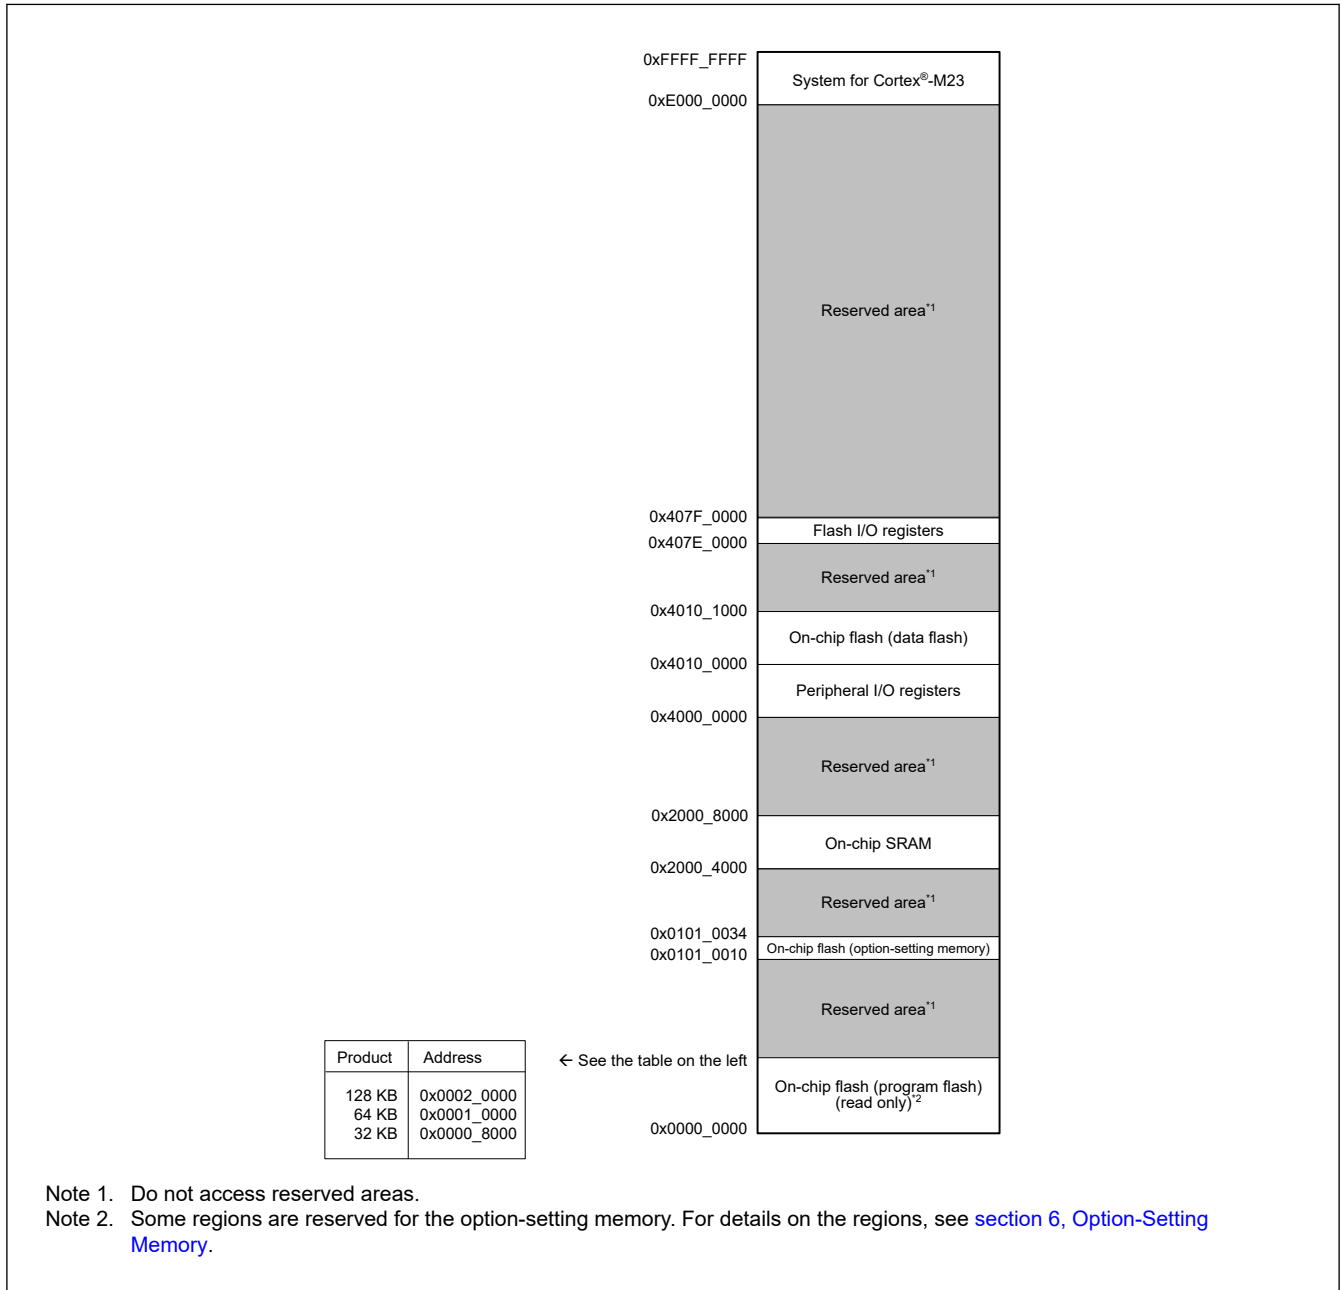 0xFFFF_FFFF
System for Cortex®-M23
0xE000_0000
Reserved area*1
0x407F_0000
Flash I/O registers
0x407E_0000
Reserved area*1
0x4010_1000
On-chip flash (data flash)
0x4010_0000
Peripheral I/O registers
0x4000_0000
Reserved area*1
0x2000_8000
On-chip SRAM
0x2000_4000
Reserved area*1
0x0101_0034
On-chip flash (option-setting memory)
0x0101_0010
Reserved area*1
← See the table on the left
On-chip flash (program flash)
(read only)*2
0x0000_0000
Product Address
128 KB 0x0002_0000
64 KB 0x0001_0000
32 KB 0x0000_8000
Note 1. Do not access reserved areas.
Note 2. Some regions are reserved for the option-setting memory. For details on the regions, see section 6, Option-Setting
Memory.